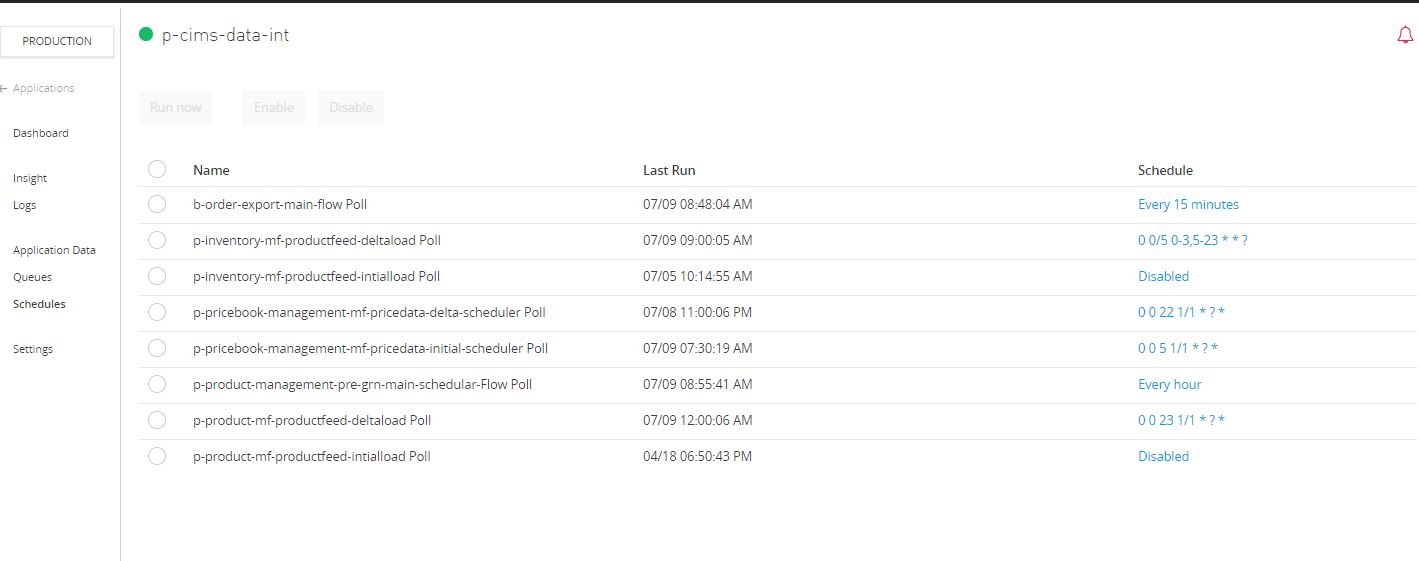 PRODUCTION
p-cims-data-int
← Applications
Run now Enable Disable
Dashboard
Insight
Logs
Application Data
Queues
Schedules
Settings
Name Last Run Schedule
b-order-export-main-flow Poll 07/09 08:48:04 AM Every 15 minutes
p-inventory-mf-productfeed-deltaload Poll 07/09 09:00:05 AM 0 0/5 0-3,5-23 * * ?
p-inventory-mf-productfeed-intialload Poll 07/05 10:14:55 AM Disabled
p-pricebook-management-mf-pricedata-delta-scheduler Poll 07/08 11:00:06 PM 0 0 22 1/1 * ? *
p-pricebook-management-mf-pricedata-initial-scheduler Poll 07/09 07:30:19 AM 0 0 5 1/1 * ? *
p-product-management-pre-grn-main-schedular-Flow Poll 07/09 08:55:41 AM Every hour
p-product-mf-productfeed-deltaload Poll 07/09 12:00:06 AM 0 0 23 1/1 * ? *
p-product-mf-productfeed-intialload Poll 04/18 06:50:43 PM Disabled